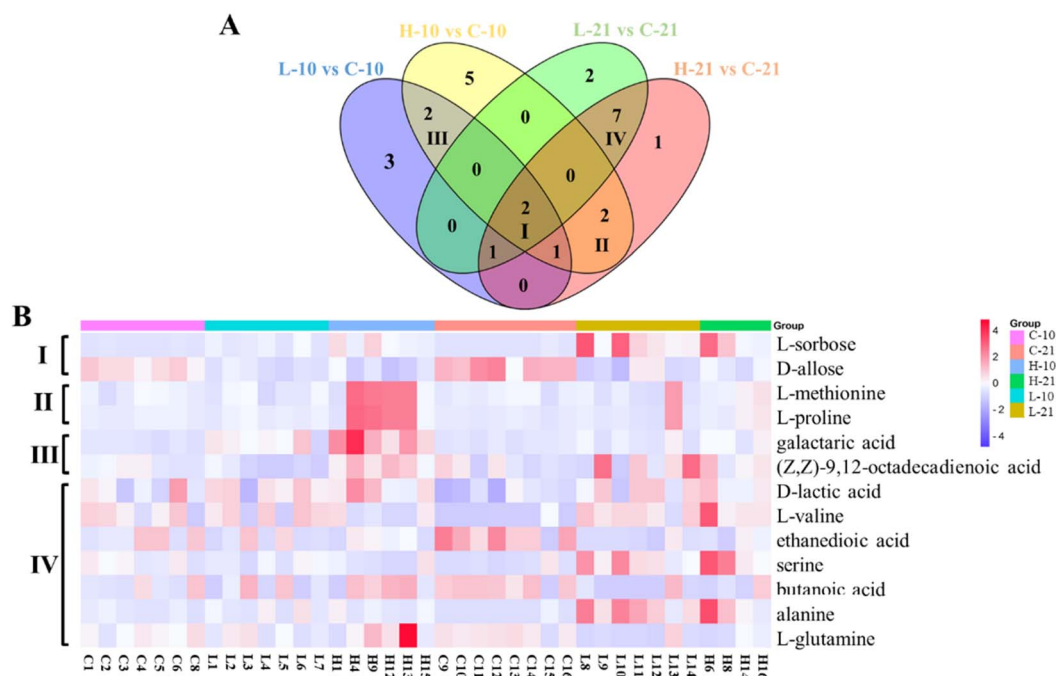 A
H-10 vs C-10
L-21 vs C-21
L-10 vs C-10
H-21 vs C-21
5
2
2
0
7
III
IV
3
0
0
1
2
0
I
2
II
1
1
0
B
Group
I
L-sorbose
D-allose
II
L-methionine
L-proline
III
galactaric acid
(Z,Z)-9,12-octadecadienoic acid
IV
D-lactic acid
L-valine
ethanedioic acid
serine
butanoic acid
alanine
L-glutamine
4
2
0
-2
-4
Group
C-10
C-21
H-10
H-21
L-10
L-21
C1 C2 C3 C4 C5 C6 C8 L1 L2 L3 L4 L5 L6 L7 H1 H4 H9 H12 H13 H15 C9 C10 C11 C12 C13 C14 C15 C16 L8 L9 L10 L11 L12 L13 L14 H6 H8 H14 H16